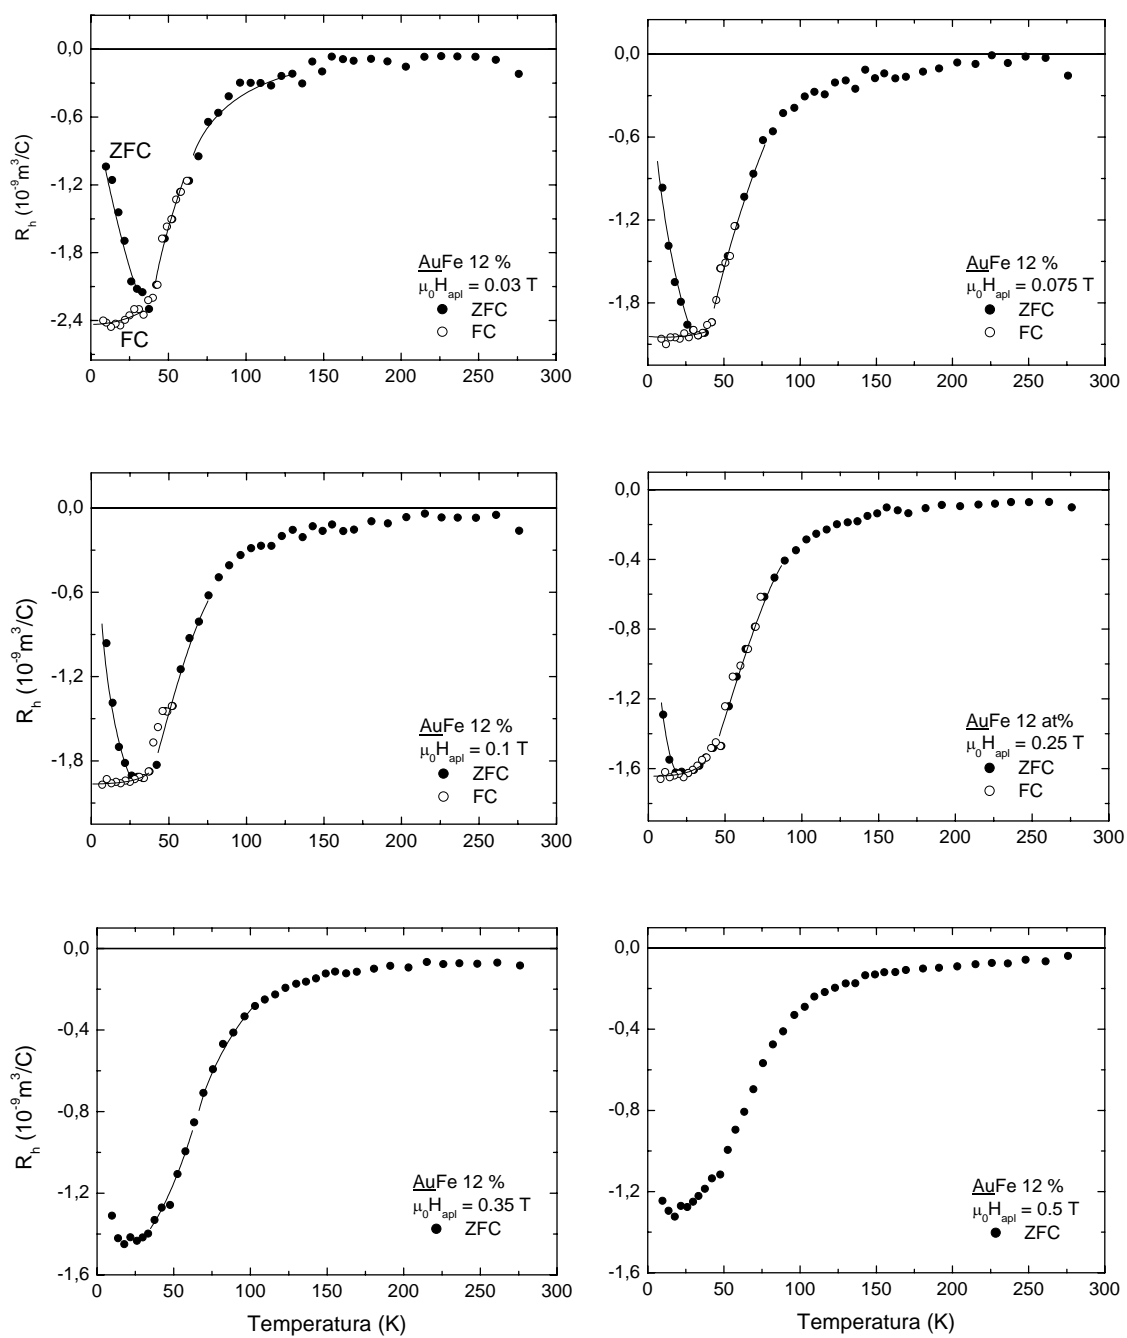 0,0
-0,6
-1,2
-1,8
-2,4
R_h (10^-9 m^3/C)
ZFC
FC
AuFe 12 %
μ_0H_apl = 0.03 T
● ZFC
○ FC
0 50 100 150 200 250 300
0,0
-0,6
-1,2
-1,8
AuFe 12 %
μ_0H_apl = 0.075 T
● ZFC
○ FC
0 50 100 150 200 250 300
0,0
-0,6
-1,2
-1,8
R_h (10^-9 m^3/C)
AuFe 12 %
μ_0H_apl = 0.1 T
● ZFC
○ FC
0 50 100 150 200 250 300
0,0
-0,4
-0,8
-1,2
-1,6
AuFe 12 at%
μ_0H_apl = 0.25 T
● ZFC
○ FC
0 50 100 150 200 250 300
0,0
-0,4
-0,8
-1,2
-1,6
R_h (10^-9 m^3/C)
AuFe 12 %
μ_0H_apl = 0.35 T
● ZFC
0 50 100 150 200 250 300
Temperatura (K)
0,0
-0,4
-0,8
-1,2
-1,6
AuFe 12 %
μ_0H_apl = 0.5 T
● ZFC
0 50 100 150 200 250 300
Temperatura (K)